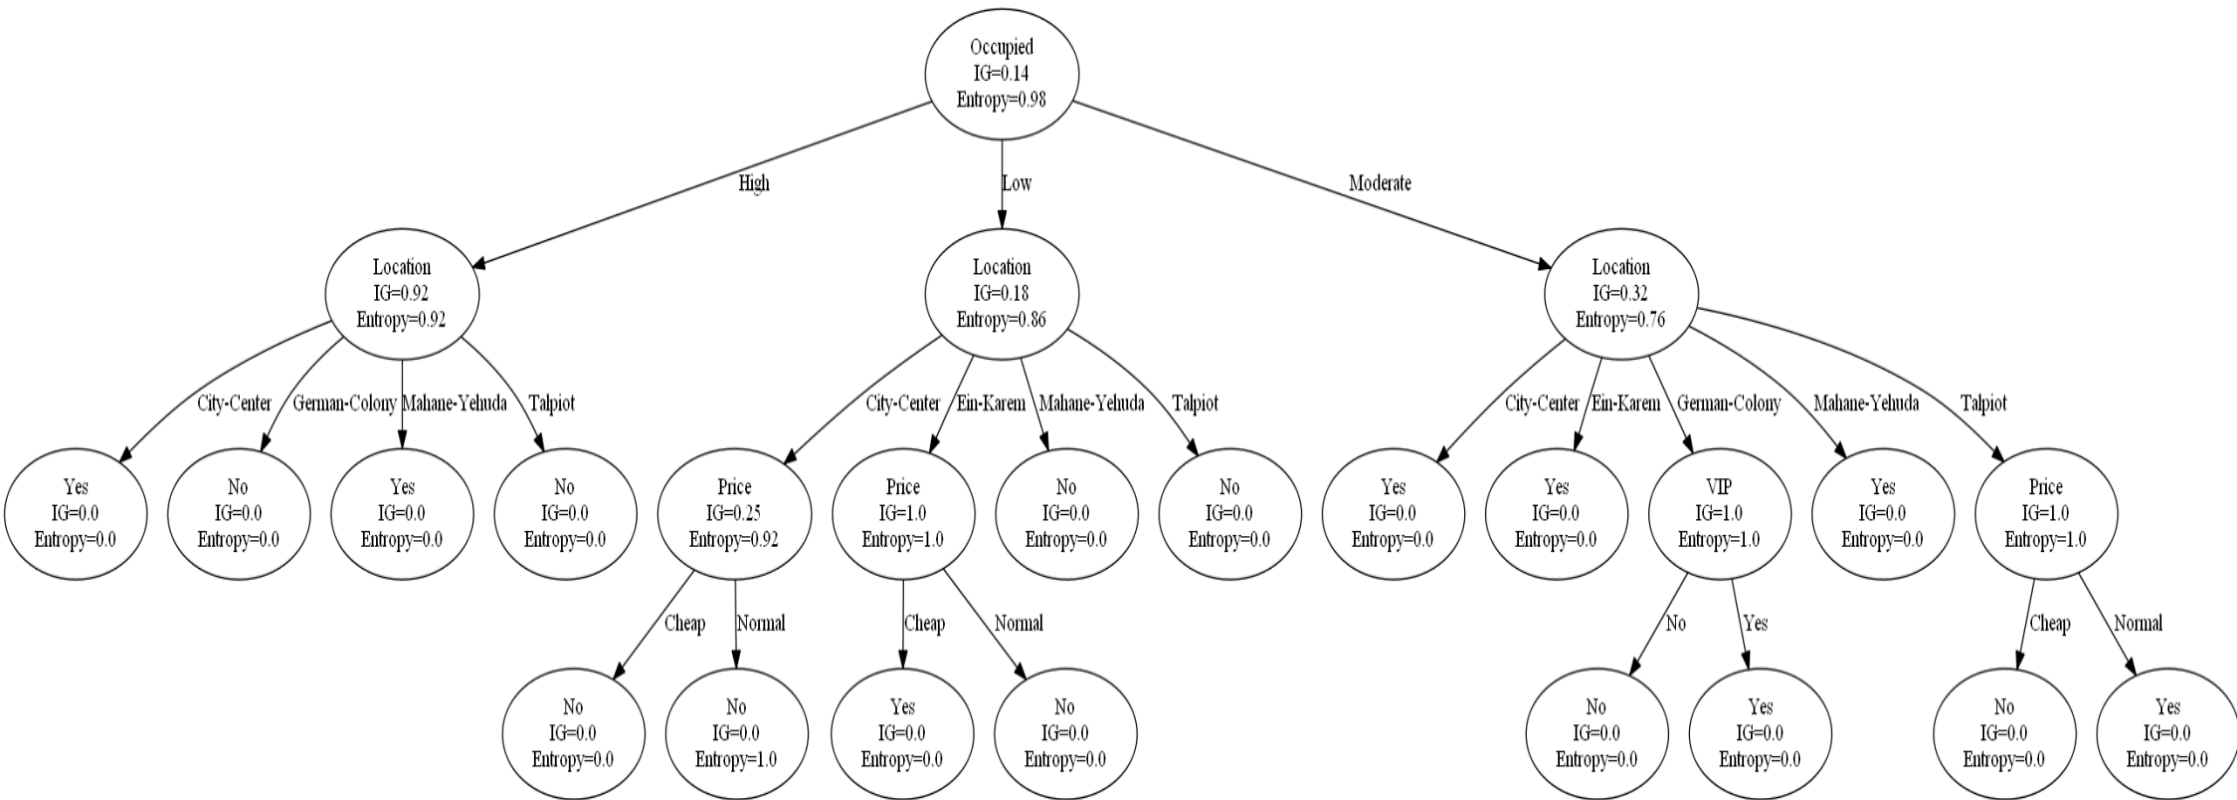 Occupied
IG=0.14
Entropy=0.98
High
Low
Moderate
Location
IG=0.92
Entropy=0.92
Location
IG=0.18
Entropy=0.86
Location
IG=0.32
Entropy=0.76
City-Center
German-Colony
Mahane-Yehuda
Talpiot
City-Center
Ein-Karem
Mahane-Yehuda
Talpiot
City-Center
Ein-Karem
German-Colony
Mahane-Yehuda
Talpiot
Yes
IG=0.0
Entropy=0.0
No
IG=0.0
Entropy=0.0
Yes
IG=0.0
Entropy=0.0
No
IG=0.0
Entropy=0.0
Price
IG=0.25
Entropy=0.92
Price
IG=1.0
Entropy=1.0
No
IG=0.0
Entropy=0.0
No
IG=0.0
Entropy=0.0
Yes
IG=0.0
Entropy=0.0
Yes
IG=0.0
Entropy=0.0
VIP
IG=1.0
Entropy=1.0
Yes
IG=0.0
Entropy=0.0
Price
IG=1.0
Entropy=1.0
Cheap
Normal
Cheap
Normal
No
Yes
Cheap
Normal
No
IG=0.0
Entropy=0.0
No
IG=0.0
Entropy=1.0
Yes
IG=0.0
Entropy=0.0
No
IG=0.0
Entropy=0.0
No
IG=0.0
Entropy=0.0
Yes
IG=0.0
Entropy=0.0
No
IG=0.0
Entropy=0.0
Yes
IG=0.0
Entropy=0.0